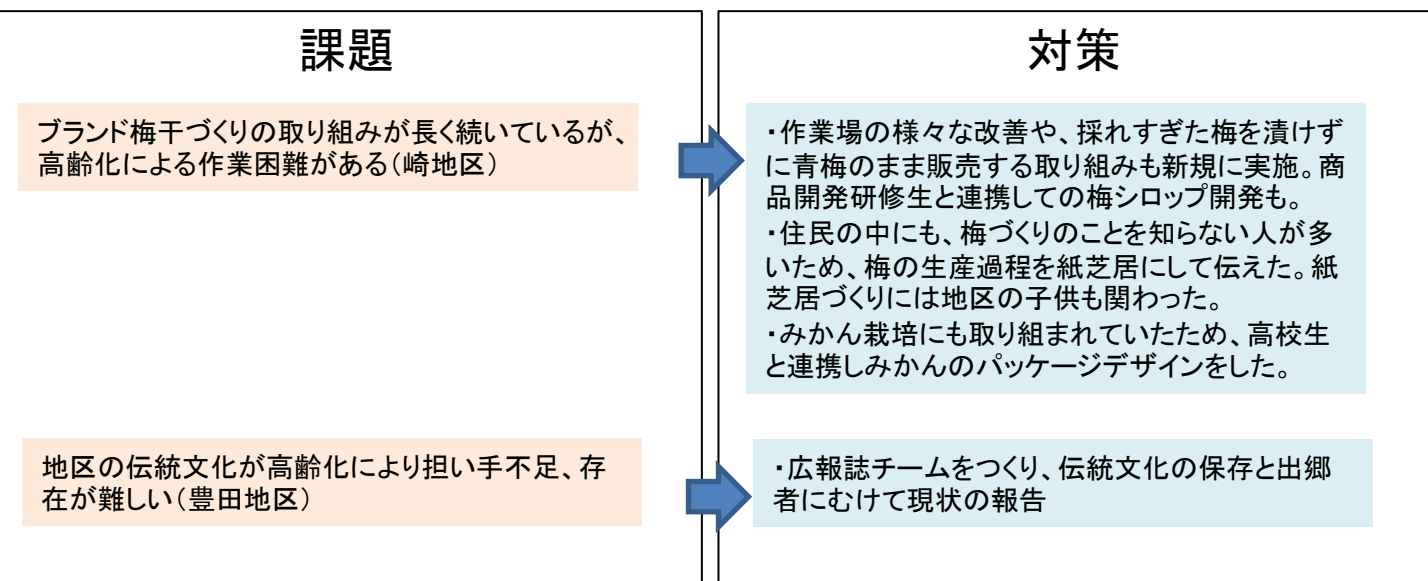 課題
ブランド梅干づくりの取り組みが長く続いているが、
高齢化による作業困難がある(崎地区)
地区の伝統文化が高齢化により担い手不足、存
在が難しい(豊田地区)
対策
・作業場の様々な改善や、採れすぎた梅を漬けず
に青梅のまま販売する取り組みも新規に実施。商
品開発研修生と連携しての梅シロップ開発も。
・住民の中にも、梅づくりのことを知らない人が多
いため、梅の生産過程を紙芝居にして伝えた。紙
芝居づくりには地区の子供も関わった。
・みかん栽培にも取り組まれていたため、高校生
と連携しみかんのパッケージデザインをした。
・広報誌チームをつくり、伝統文化の保存と出郷
者にむけて現状の報告